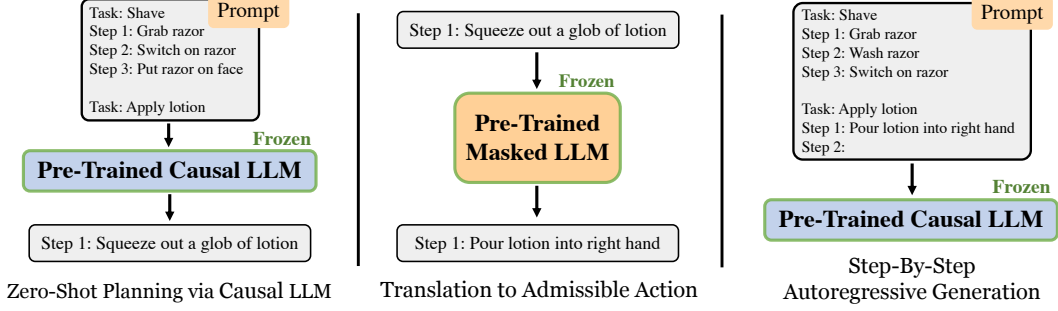 Task: Shave
Step 1: Grab razor
Step 2: Switch on razor
Step 3: Put razor on face
Task: Apply lotion
Prompt
Frozen
Pre-Trained Causal LLM
Step 1: Squeeze out a glob of lotion
Zero-Shot Planning via Causal LLM
Step 1: Squeeze out a glob of lotion
Frozen
Pre-Trained
Masked LLM
Step 1: Pour lotion into right hand
Translation to Admissible Action
Task: Shave
Step 1: Grab razor
Step 2: Wash razor
Step 3: Switch on razor
Task: Apply lotion
Step 1: Pour lotion into right hand
Step 2:
Prompt
Frozen
Pre-Trained Causal LLM
Step-By-Step
Autoregressive Generation